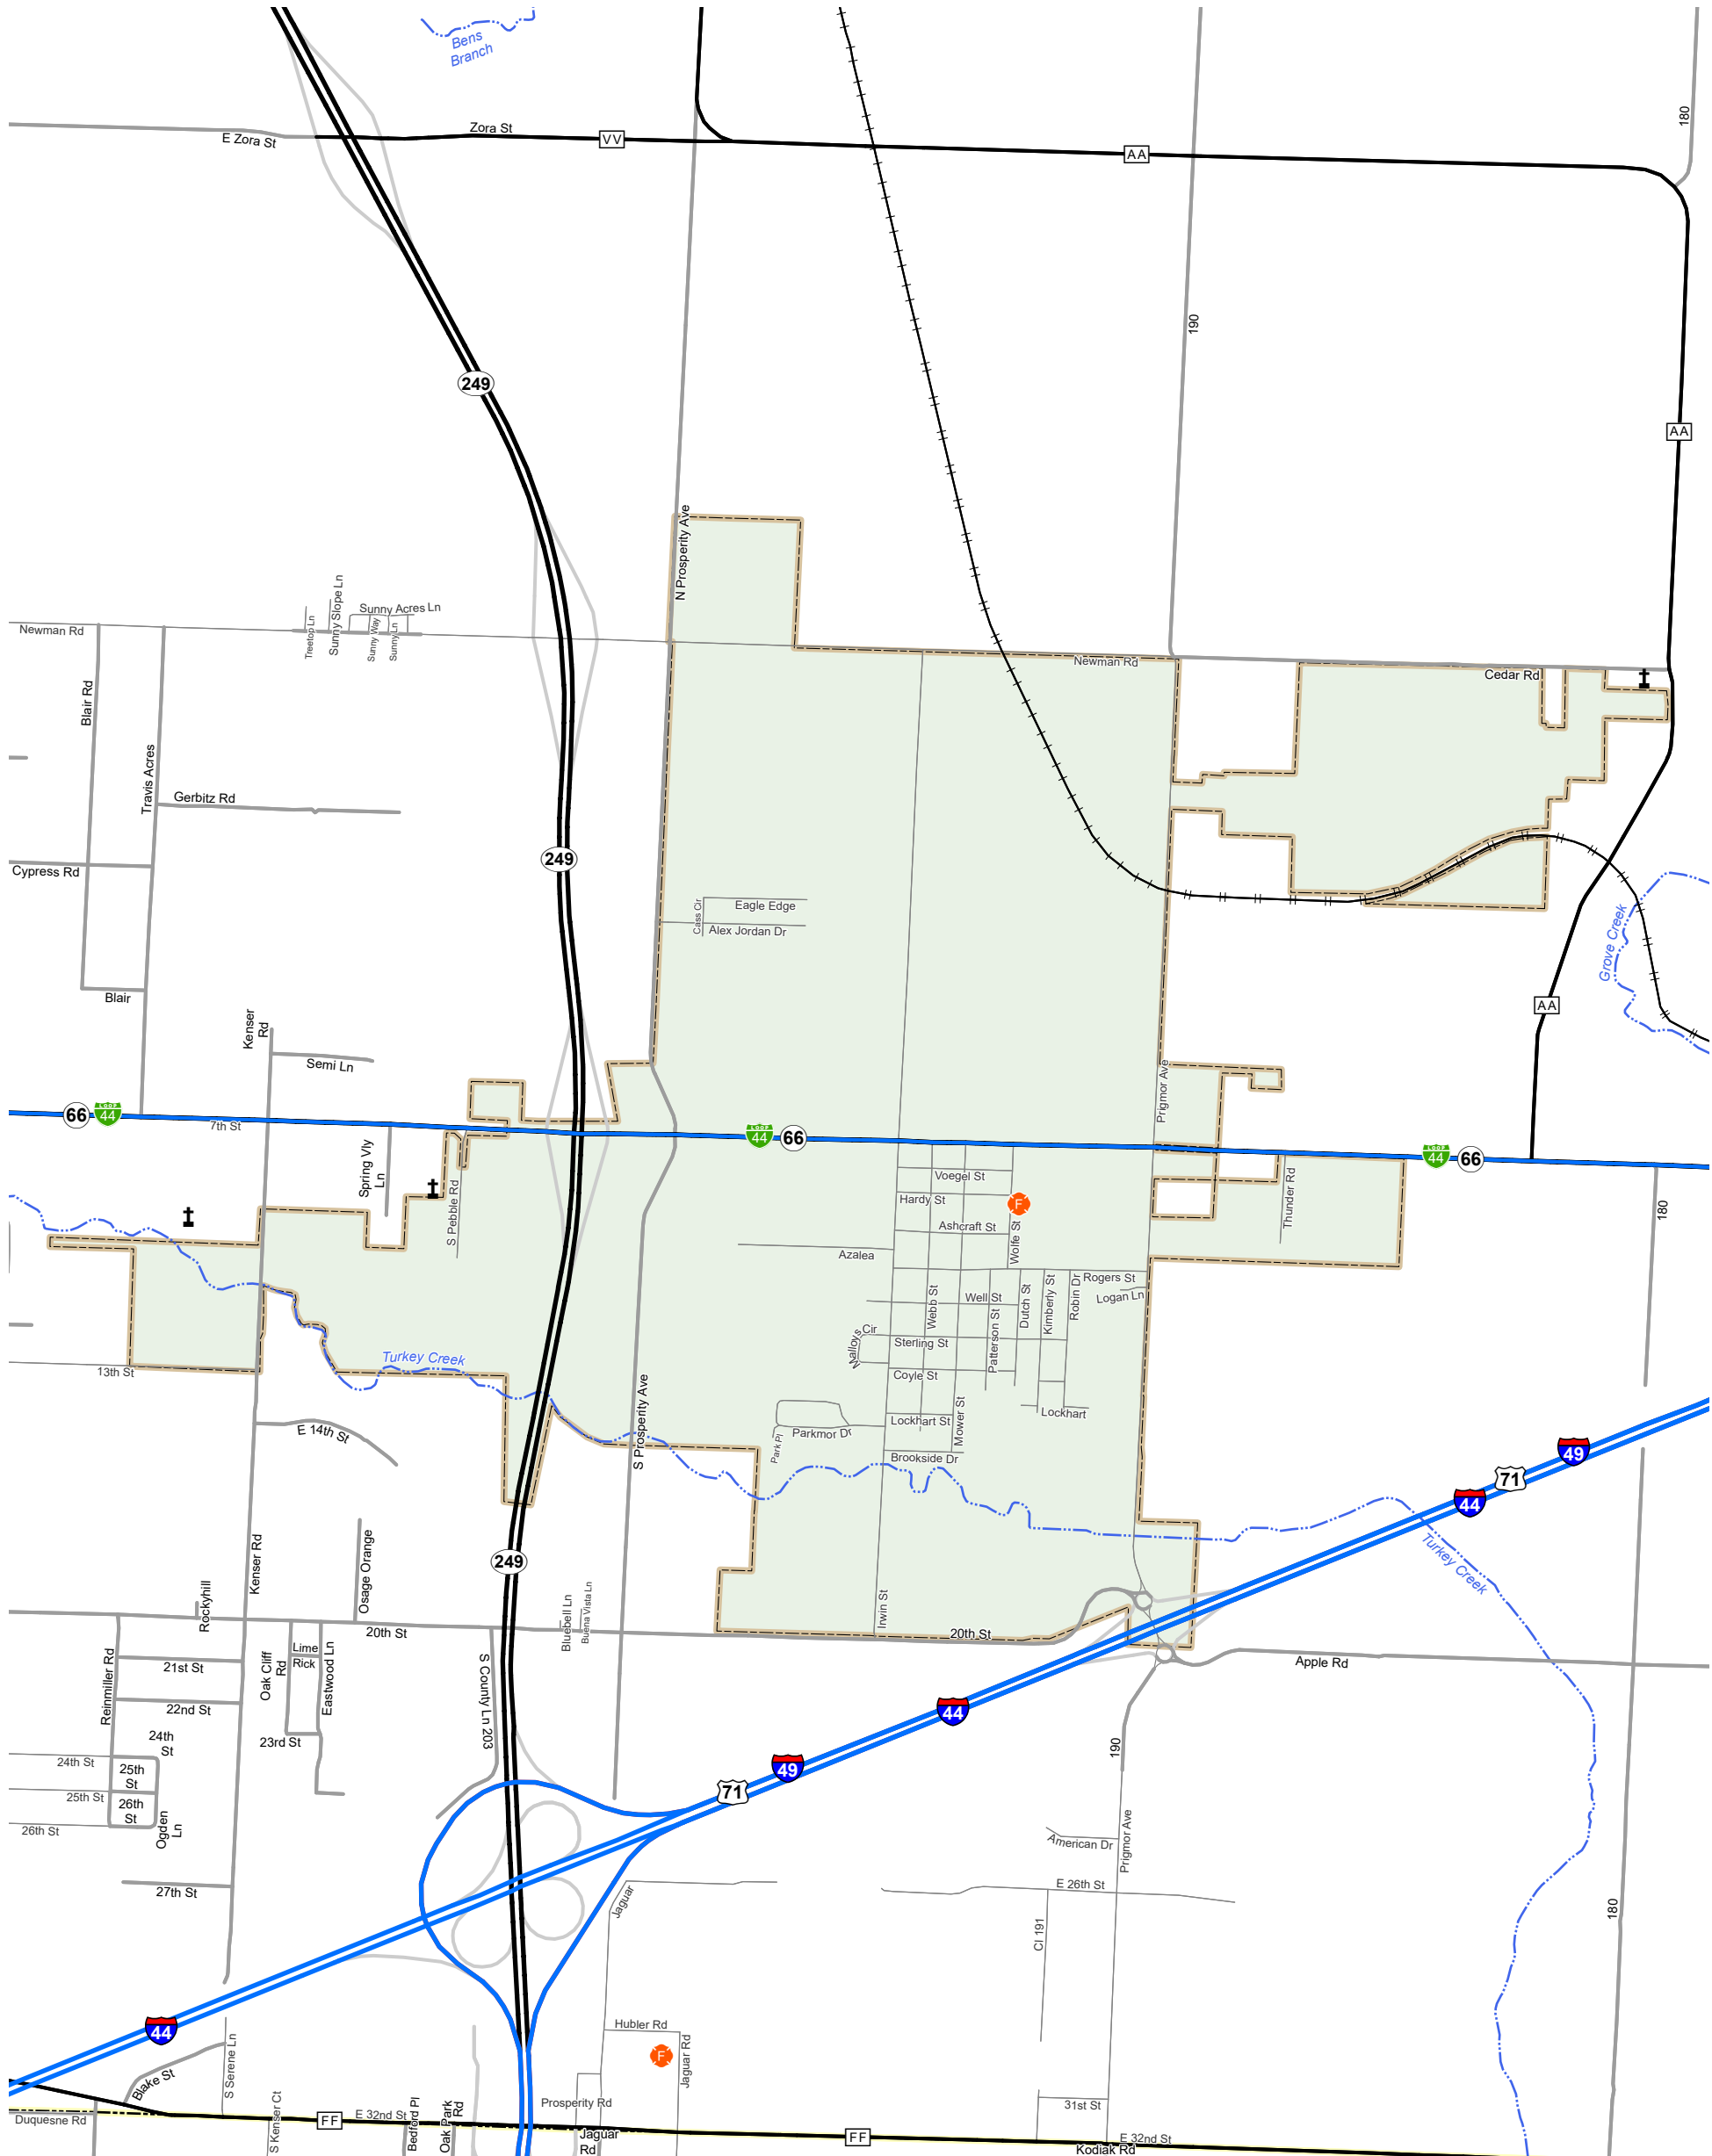 Bens
Branch
180
Zora St
E Zora St
VV
AA
190
249
AA
N Prosperity Ave
Newman Rd
Treetop Ln
Sunny Slope Ln
Sunny Acres Ln
Sunny Way
Sunny Ln
Newman Rd
Cedar Rd
Blair Rd
Travis Acres
Gerbitz Rd
249
Cypress Rd
Cass Cir
Eagle Edge
Alex Jordan Dr
Grove Creek
Blair
AA
Kenser
Rd
Semi Ln
Prigmor Ave
66
LOOP
44
7th St
LOOP
44
66
LOOP
44
66
Spring Vly
Ln
S Pebble Rd
Voegel St
Hardy St
F
Ashcraft St
Wolfe St
Thunder Rd
180
Azalea
Rogers St
Logan Ln
Webb St
Well St
Patterson St
Dutch St
Kimberly St
Robin Dr
Nalloys
Cir
Sterling St
Coyle St
Turkey Creek
13th St
S Prosperity Ave
Lockhart St
Mower St
Lockhart
Park Pl
Parkmor Dr
Brookside Dr
E 14th St
49
71
44
Turkey Creek
Kenser Rd
Osage Orange
249
Rockyhill
Bluebell Ln
Buena Vista Ln
Irwin St
20th St
20th St
Reinmiller Rd
21st St
Oak Cliff
Rd
Lime
Rick
Eastwood Ln
S County Ln 203
Apple Rd
22nd St
24th
St
23rd St
44
190
24th St
25th
St
49
71
25th St
26th
St
26th St
Ogden
Ln
American Dr
Prigmor Ave
27th St
Jaguar
E 26th St
CI 191
180
44
Hubler Rd
F
Jaguar Rd
S Serene Ln
Blake St
Duquesne Rd
S Kenser Ct
FF
E 32nd St
Bedford Pl
Oak Park
Rd
Prosperity Rd
Jaguar
Rd
FF
31st St
E 32nd St
Kodiak Rd